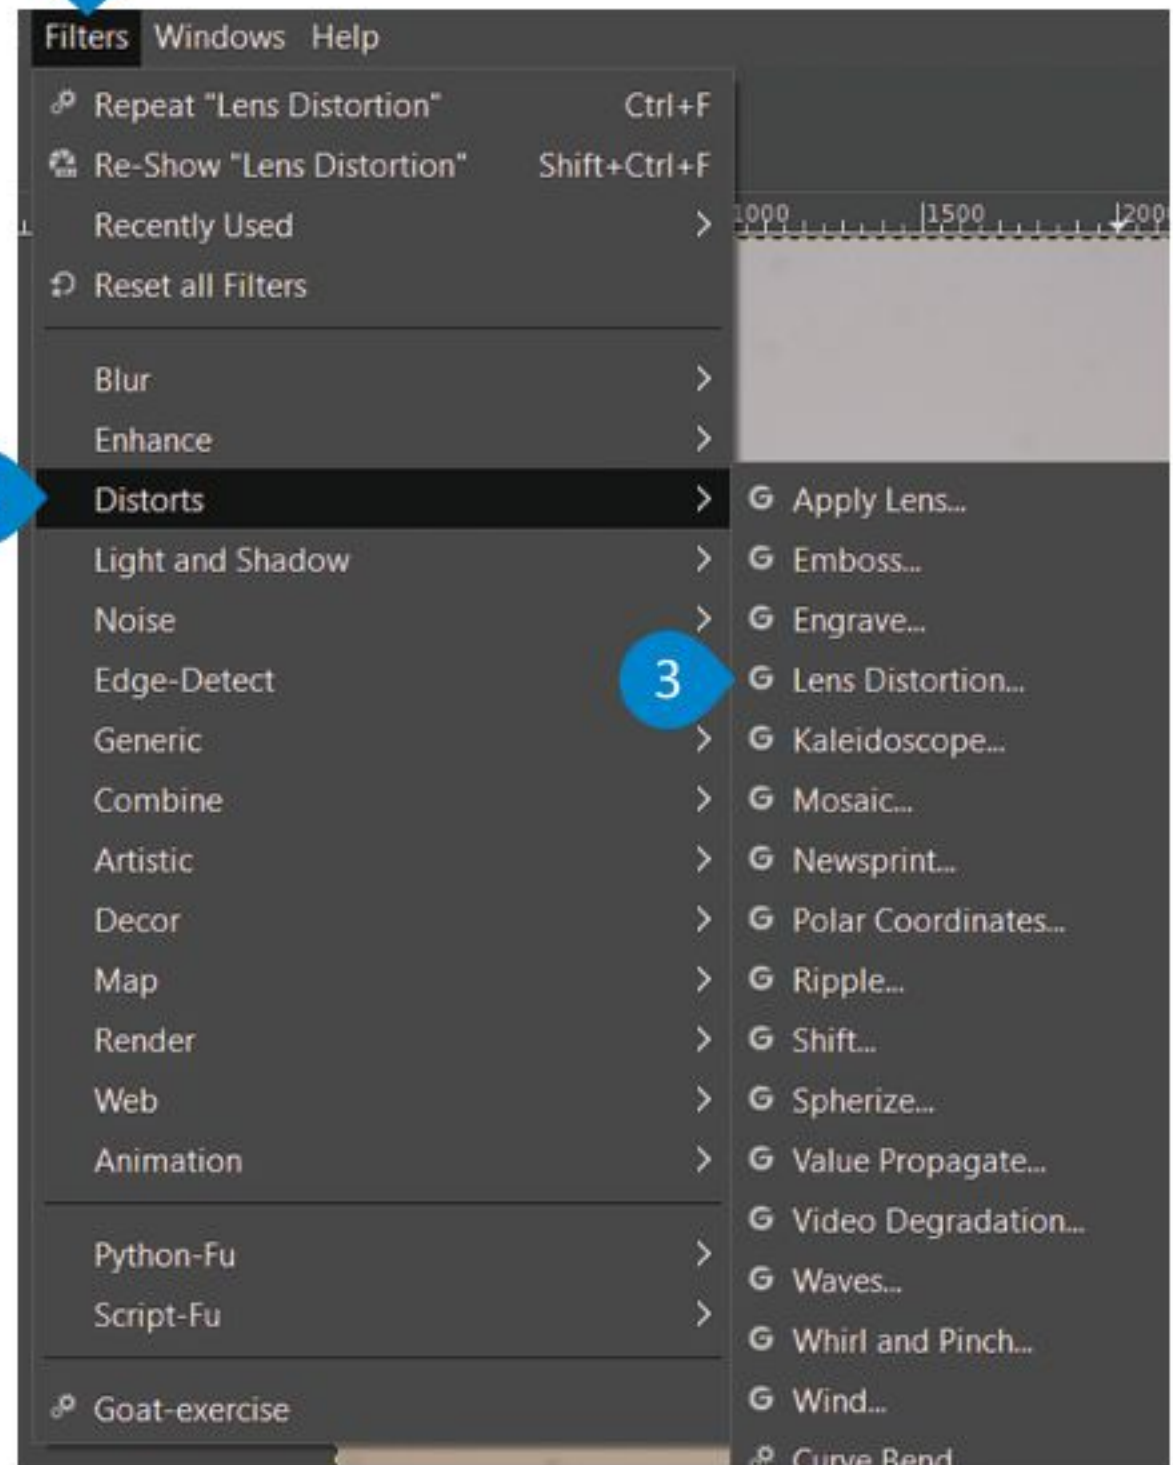 Filters Windows Help
Repeat "Lens Distortion" Ctrl+F
Re-Show "Lens Distortion" Shift+Ctrl+F
Recently Used
Reset all Filters
1000 1500 200
Blur
Enhance
Distorts
Light and Shadow
Noise
Edge-Detect
Generic
Combine
Artistic
Decor
Map
Render
Web
Animation
Python-Fu
Script-Fu
Goat-exercise
3
G Apply Lens...
G Emboss...
G Engrave...
G Lens Distortion...
G Kaleidoscope...
G Mosaic...
G Newsprint...
G Polar Coordinates...
G Ripple...
G Shift...
G Spherize...
G Value Propagate...
G Video Degradation...
G Waves...
G Whirl and Pinch...
G Wind...
Curve Bend